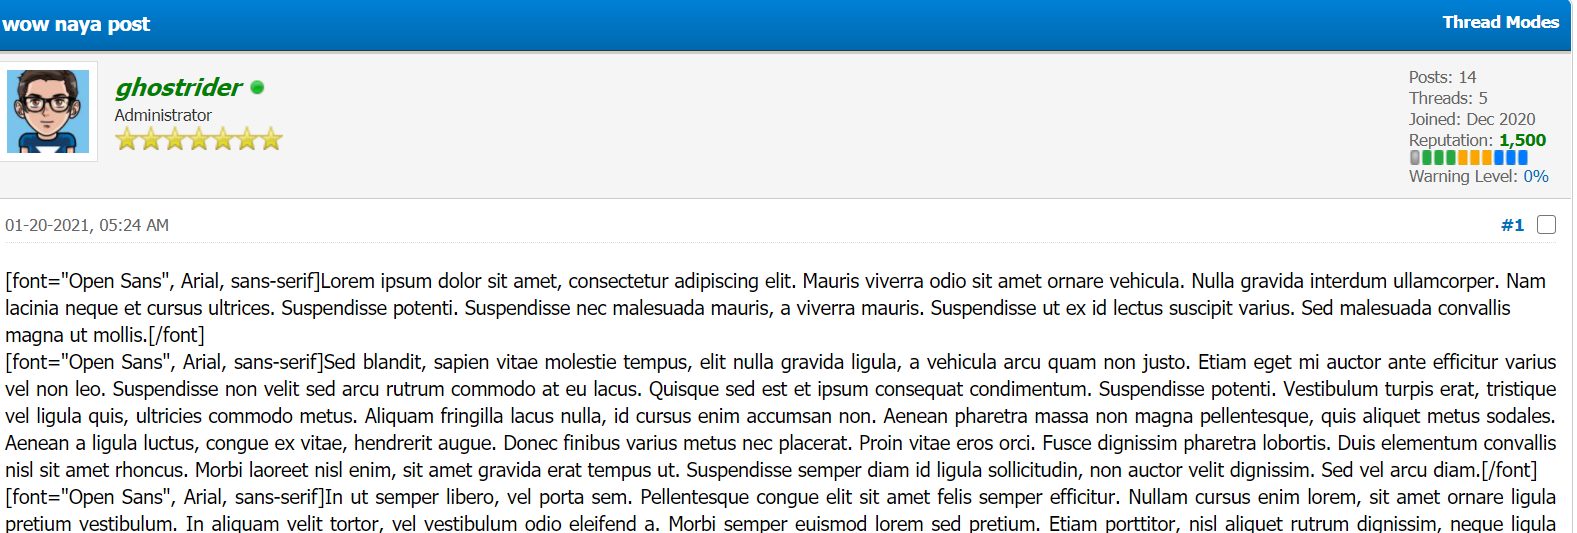 wow naya post
Thread Modes
ghostrider
Administrator
Posts: 14
Threads: 5
Joined: Dec 2020
Reputation: 1,500
Warning Level: 0%
01-20-2021, 05:24 AM
#1
[font="Open Sans", Arial, sans-serif]Lorem ipsum dolor sit amet, consectetur adipiscing elit. Mauris viverra odio sit amet ornare vehicula. Nulla gravida interdum ullamcorper. Nam
lacinia neque et cursus ultrices. Suspendisse potenti. Suspendisse nec malesuada mauris, a viverra mauris. Suspendisse ut ex id lectus suscipit varius. Sed malesuada convallis
magna ut mollis.[/font]
[font="Open Sans", Arial, sans-serif]Sed blandit, sapien vitae molestie tempus, elit nulla gravida ligula, a vehicula arcu quam non justo. Etiam eget mi auctor ante efficitur varius
vel non leo. Suspendisse non velit sed arcu rutrum commodo at eu lacus. Quisque sed est et ipsum consequat condimentum. Suspendisse potenti. Vestibulum turpis erat, tristique
vel ligula quis, ultricies commodo metus. Aliquam fringilla lacus nulla, id cursus enim accumsan non. Aenean pharetra massa non magna pellentesque, quis aliquet metus sodales.
Aenean a ligula luctus, congue ex vitae, hendrerit augue. Donec finibus varius metus nec placerat. Proin vitae eros orci. Fusce dignissim pharetra lobortis. Duis elementum convallis
nisl sit amet rhoncus. Morbi laoreet nisl enim, sit amet gravida erat tempus ut. Suspendisse semper diam id ligula sollicitudin, non auctor velit dignissim. Sed vel arcu diam.[/font]
[font="Open Sans", Arial, sans-serif]In ut semper libero, vel porta sem. Pellentesque congue elit sit amet felis semper efficitur. Nullam cursus enim lorem, sit amet ornare ligula
pretium vestibulum. In aliquam velit tortor, vel vestibulum odio eleifend a. Morbi semper euismod lorem sed pretium. Etiam porttitor, nisl aliquet rutrum dignissim, neque ligula